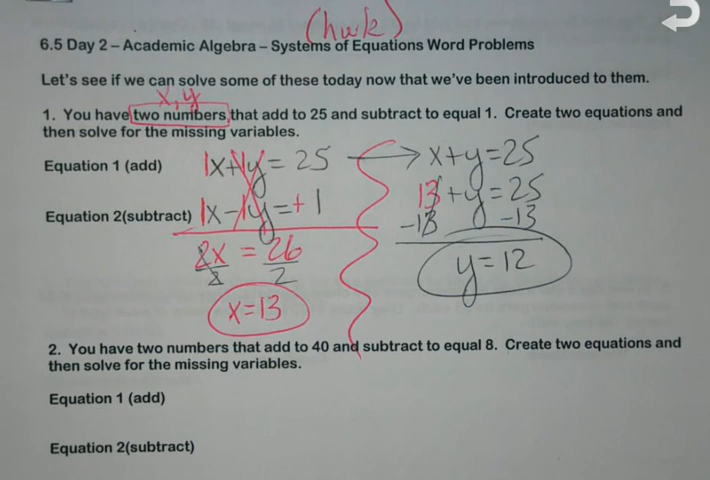 (hwk)
6.5 Day 2 – Academic Algebra – Systems of Equations Word Problems
Let's see if we can solve some of these today now that we've been introduced to them.
x, y
1. You have two numbers that add to 25 and subtract to equal 1. Create two equations and
then solve for the missing variables.
Equation 1 (add) 1x+1y = 25 → x+y=25
13+y=25
Equation 2(subtract) 1x-1y=+1 -13 -13
2x = 26
2 2
y=12
x=13
2. You have two numbers that add to 40 and subtract to equal 8. Create two equations and
then solve for the missing variables.
Equation 1 (add)
Equation 2(subtract)